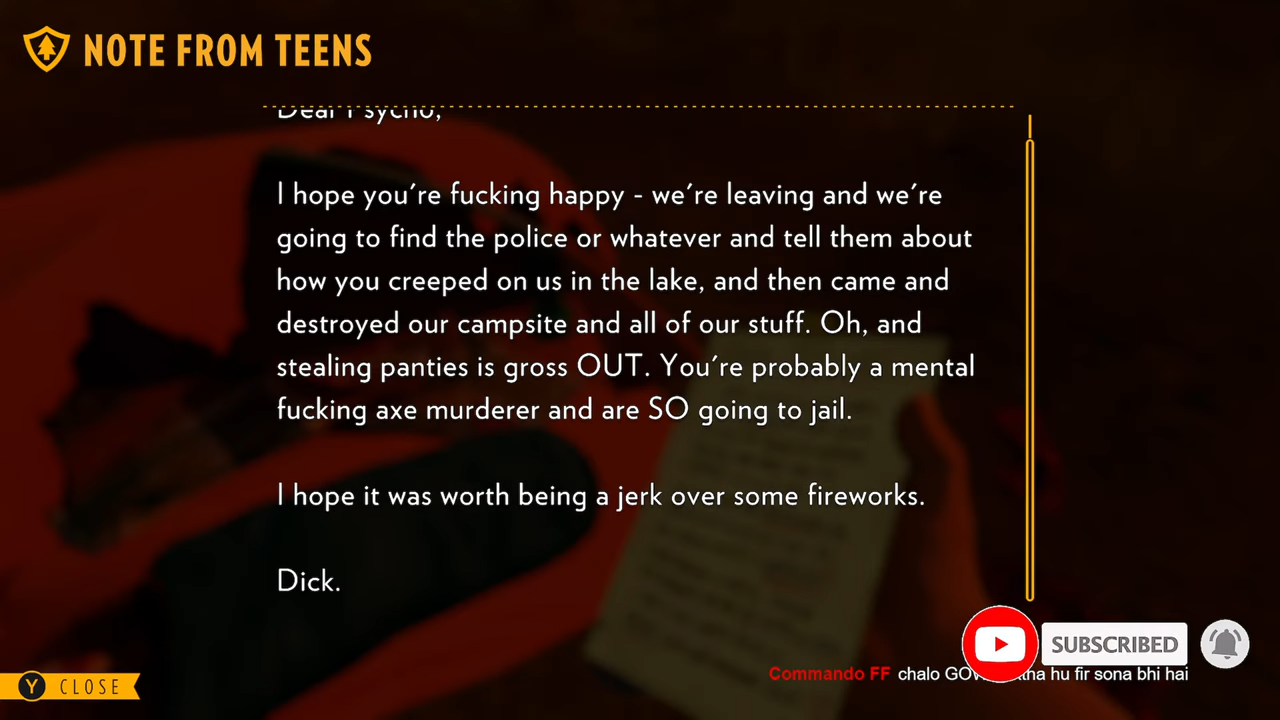 NOTE FROM TEENS
Dear Psycho,
I hope you're fucking happy - we're leaving and we're
going to find the police or whatever and tell them about
how you creeped on us in the lake, and then came and
destroyed our campsite and all of our stuff. Oh, and
stealing panties is gross OUT. You're probably a mental
fucking axe murderer and are SO going to jail.
I hope it was worth being a jerk over some fireworks.
Dick.
SUBSCRIBED
Commando FF chalo hu fir sona bhi hai
Y CLOSE